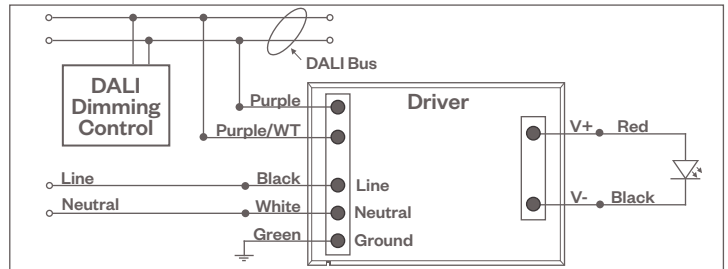 DALI Bus
DALI
Dimming
Control
Driver
Purple
Purple/WT
V+ Red
Line Black Line
Neutral White Neutral
V- Black
Green Ground